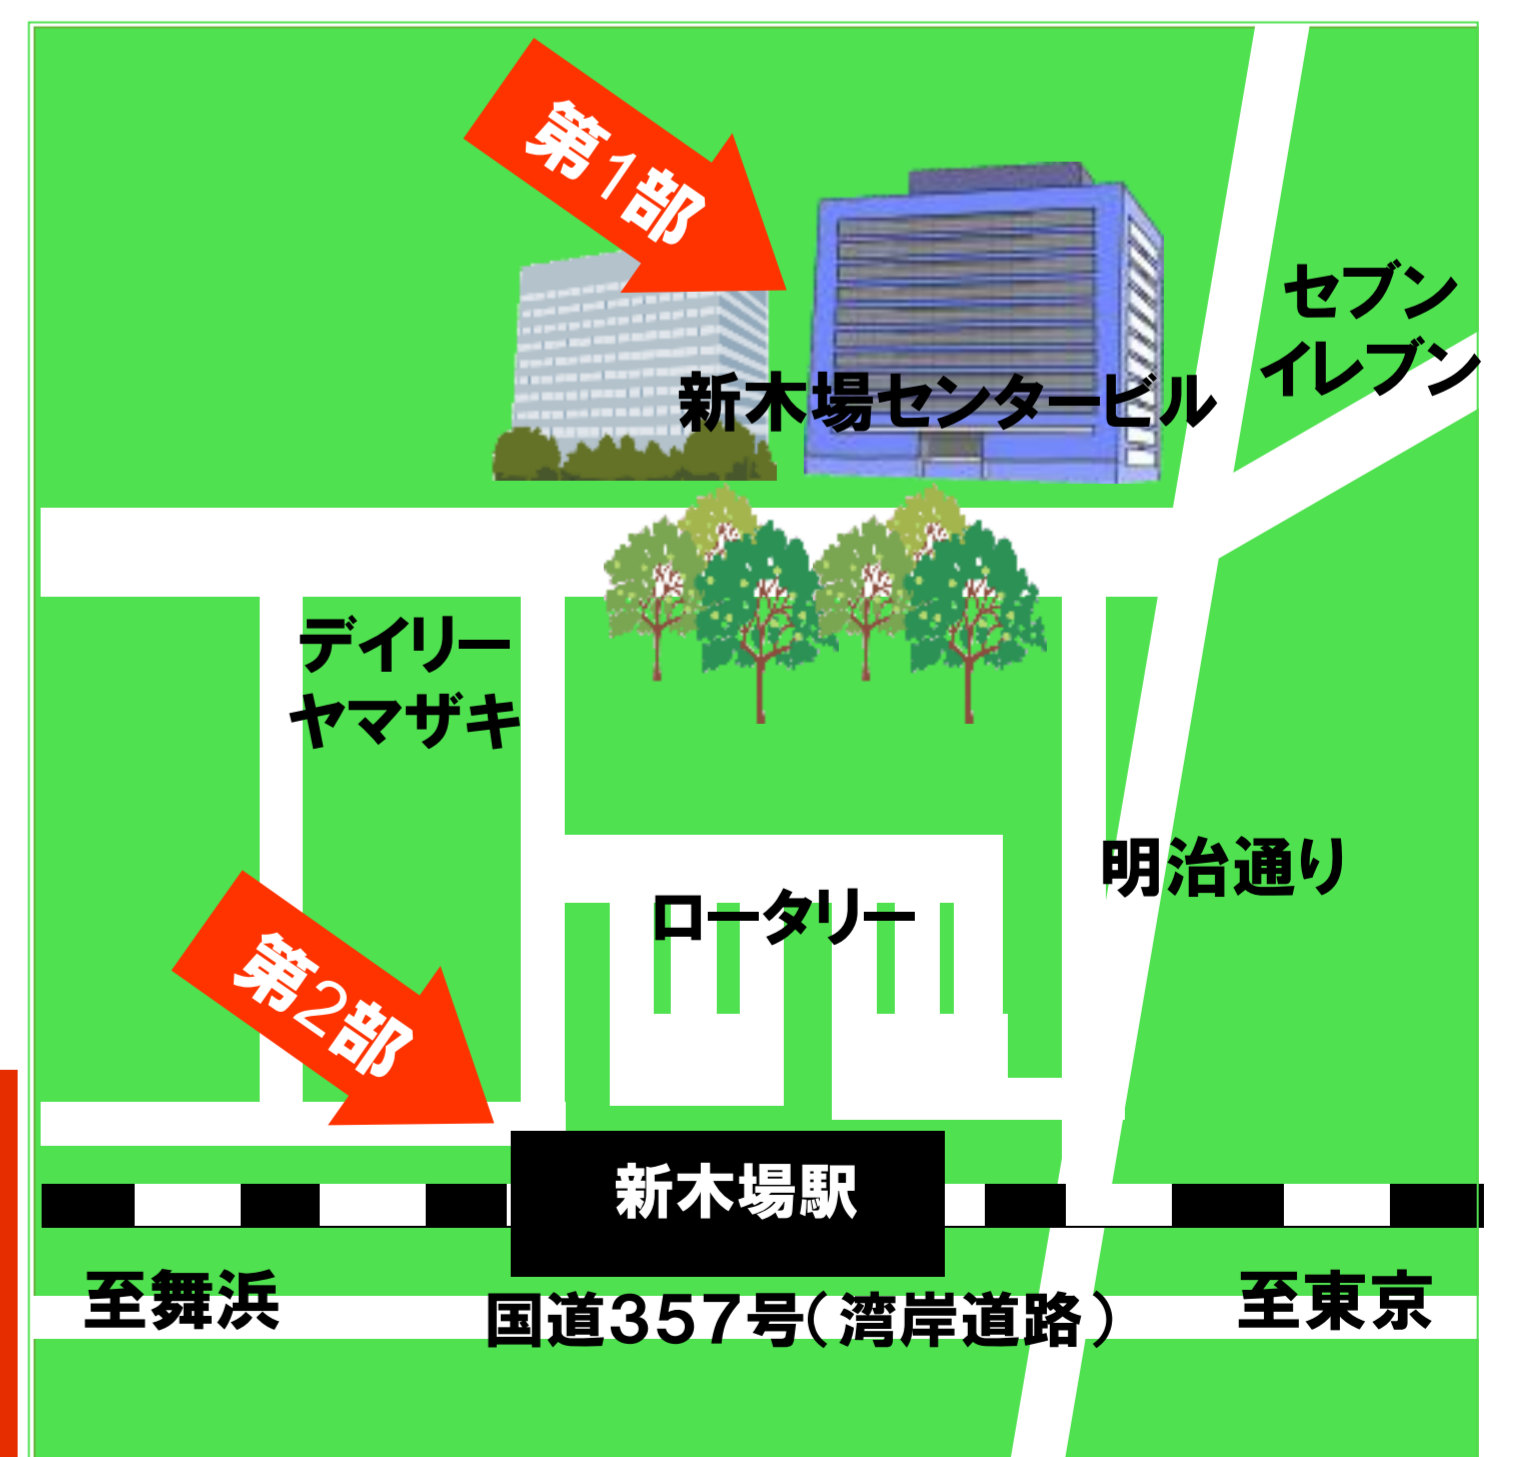 第1部
セブン
イレブン
新木場センタービル
デイリー
ヤマザキ
明治通り
ロータリー
第2部
新木場駅
至舞浜
国道357号(湾岸道路)
至東京